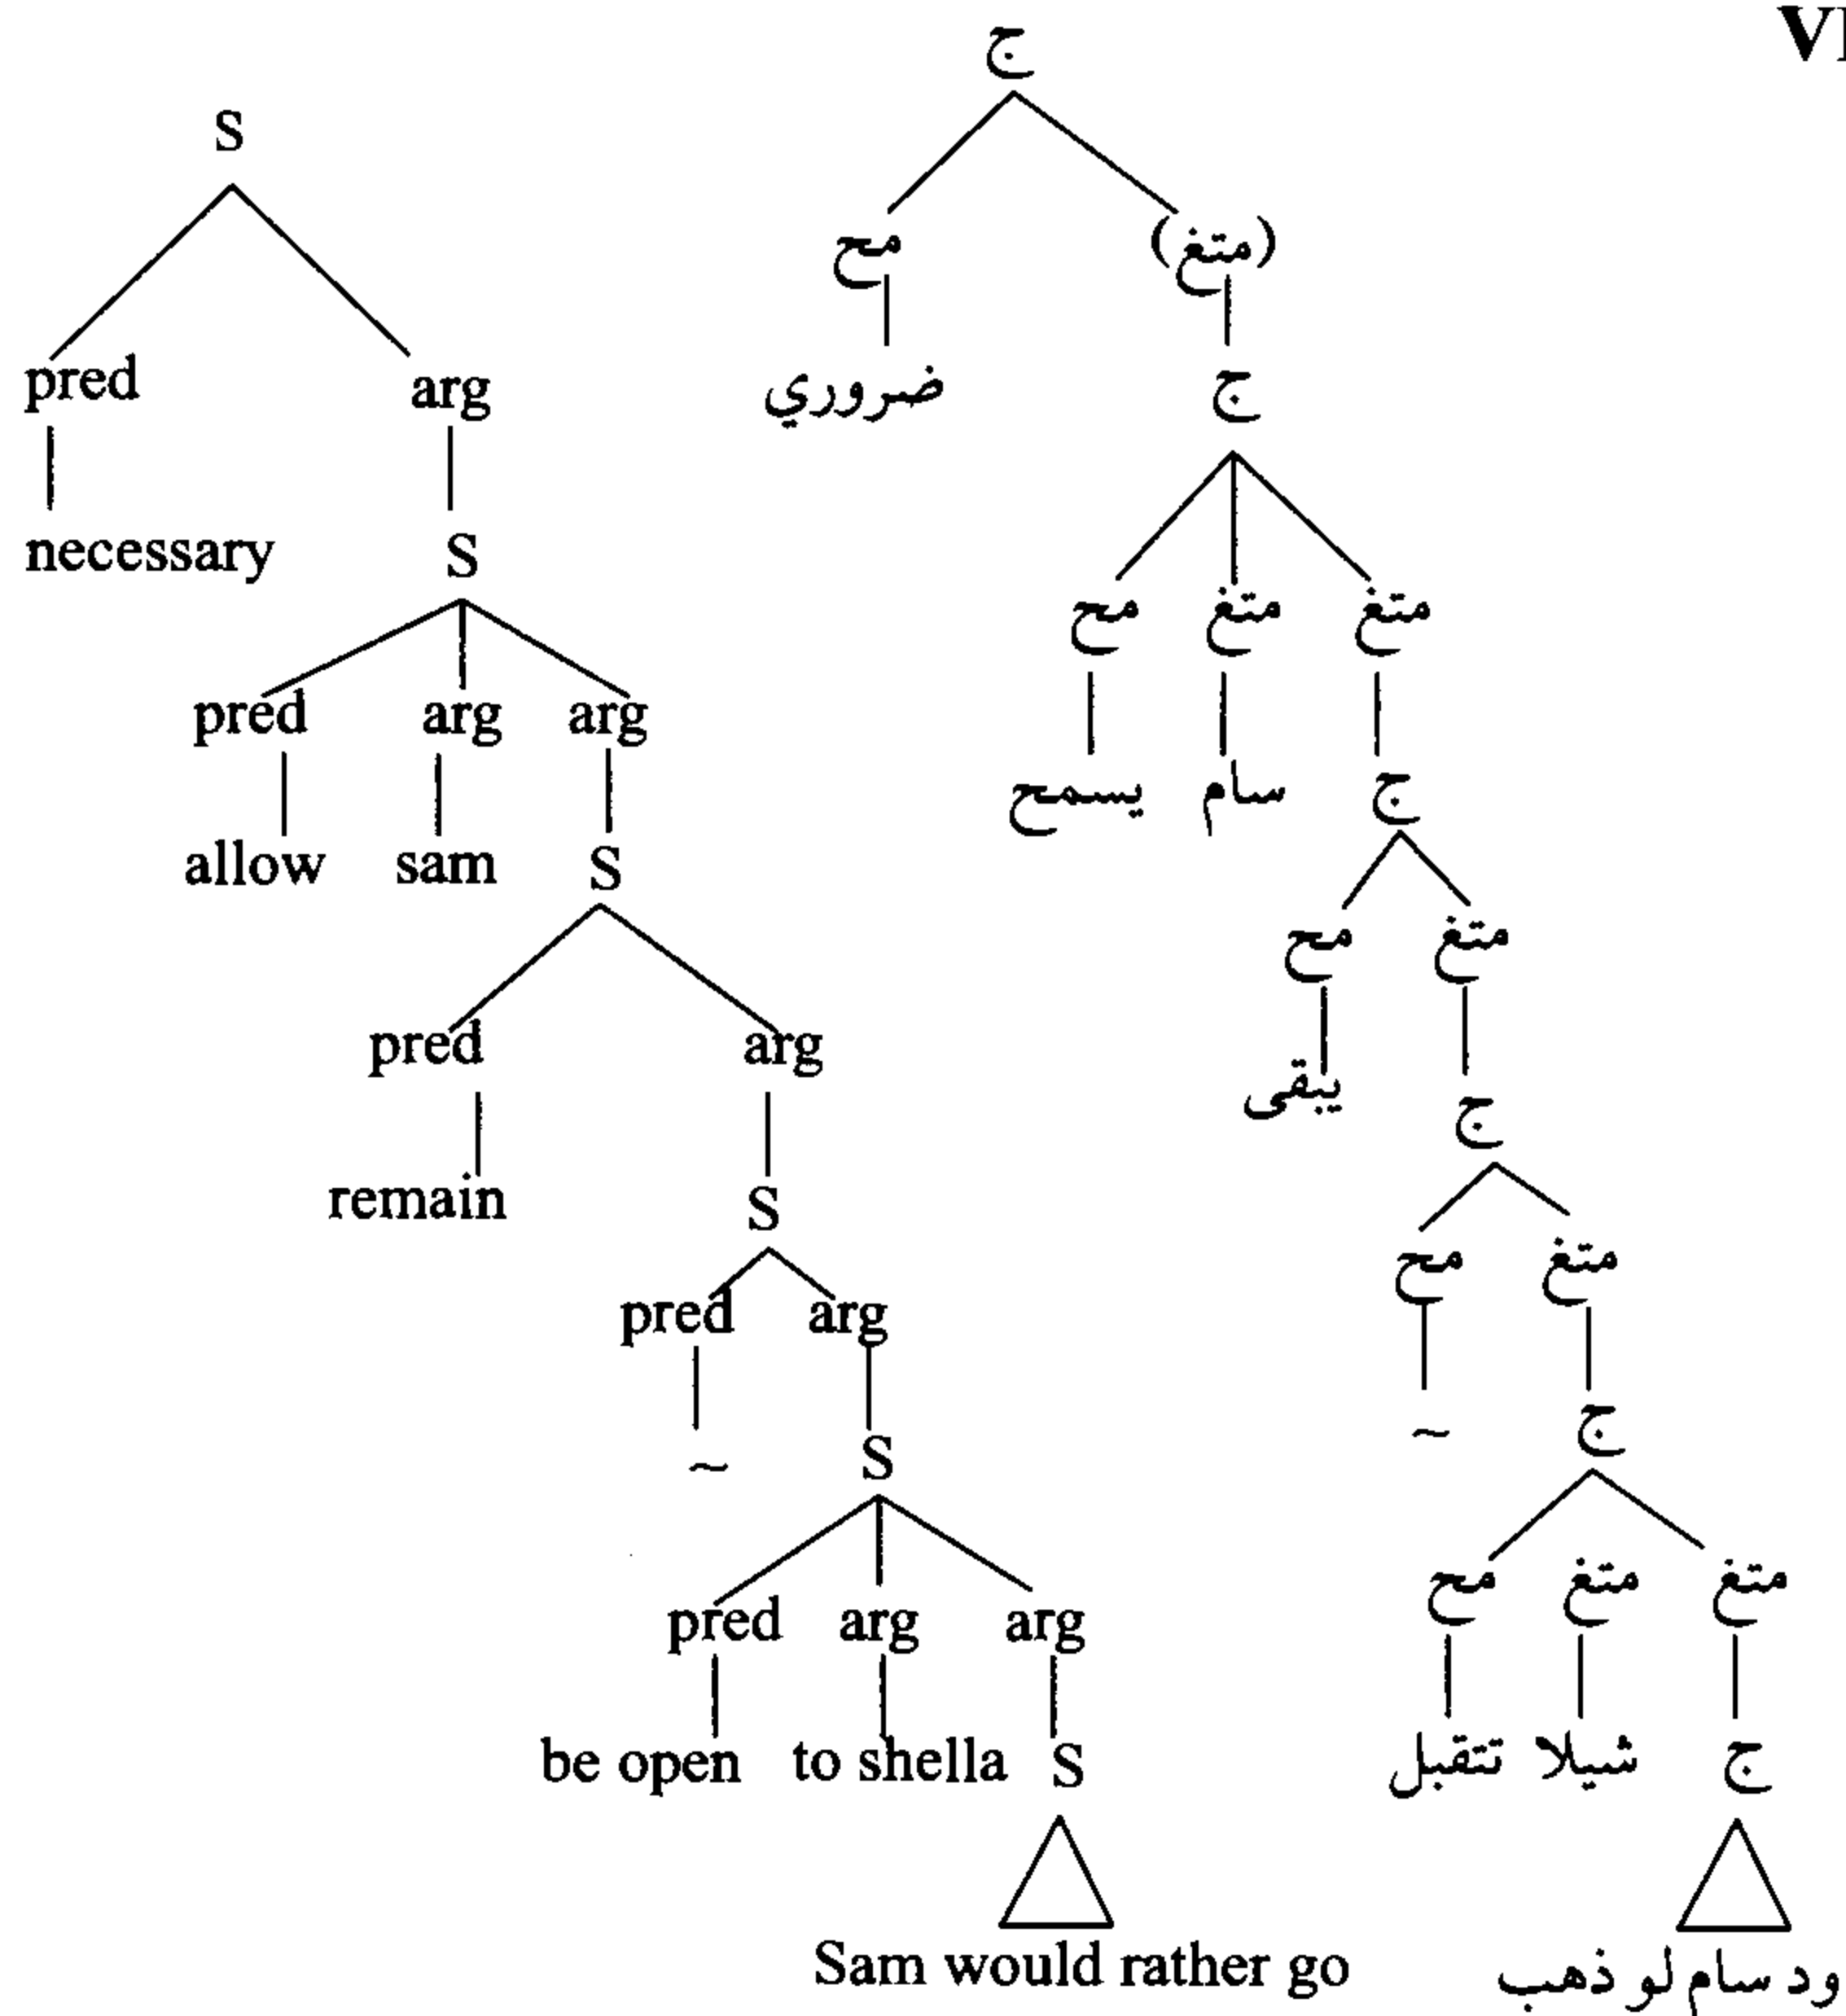 S
pred arg
necessary S
pred arg arg
allow sam S
pred arg
remain S
pred arg
~ S
pred arg arg
be open to shella S
Sam would rather go
ج
مح (متغ)
ضروري ج
مح متغ متغ
يسمح سام ج
مح متغ
يبقى ج
مح متغ
~ ج
مح متغ متغ
تتقبل شيلا ج
ود سام لو ذهب